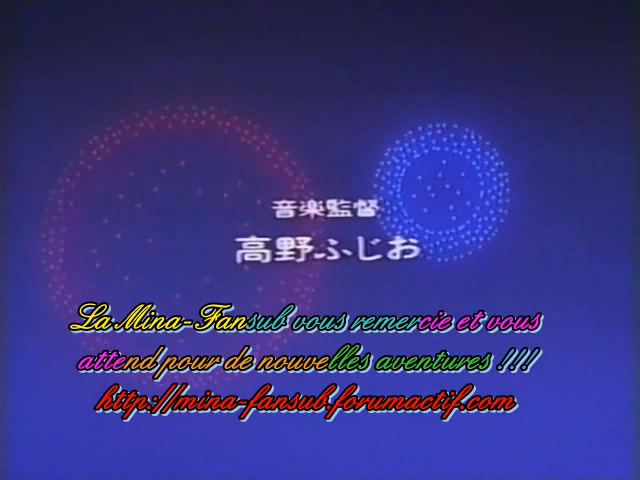 音楽監督
高野ふじお
La Mina-Fansub vous remercie et vous
attend pour de nouvelles aventures !!!
http://mina-fansub.forumactif.com